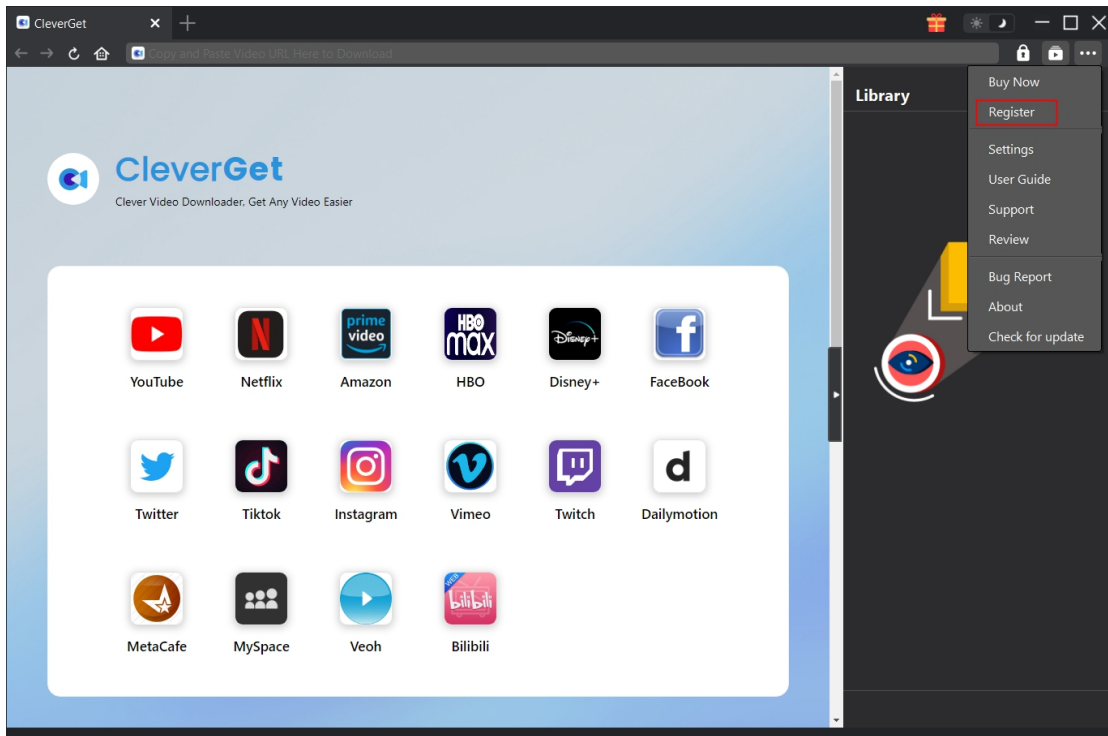 CleverGet
Copy and Paste Video URL Here to Download
Library
Buy Now
Register
Settings
User Guide
Support
Review
Bug Report
About
Check for update
CleverGet
Clever Video Downloader. Get Any Video Easier
prime
video
HBO
max
Disney+
YouTube
Netflix
Amazon
HBO
Disney+
FaceBook
Twitter
Tiktok
Instagram
Vimeo
Twitch
Dailymotion
WEB
bilibili
MetaCafe
MySpace
Veoh
Bilibili